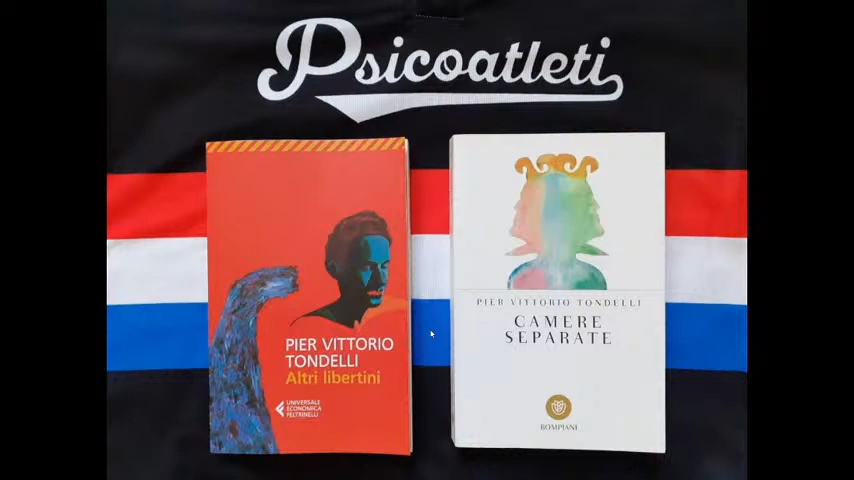 Psicoatleti
PIER VITTORIO
TONDELLI
Altri libertini
UNIVERSALE
ECONOMICA
FELTRINELLI
PIER VITTORIO TONDELLI
CAMERE
SEPARATE
BOMPIANI